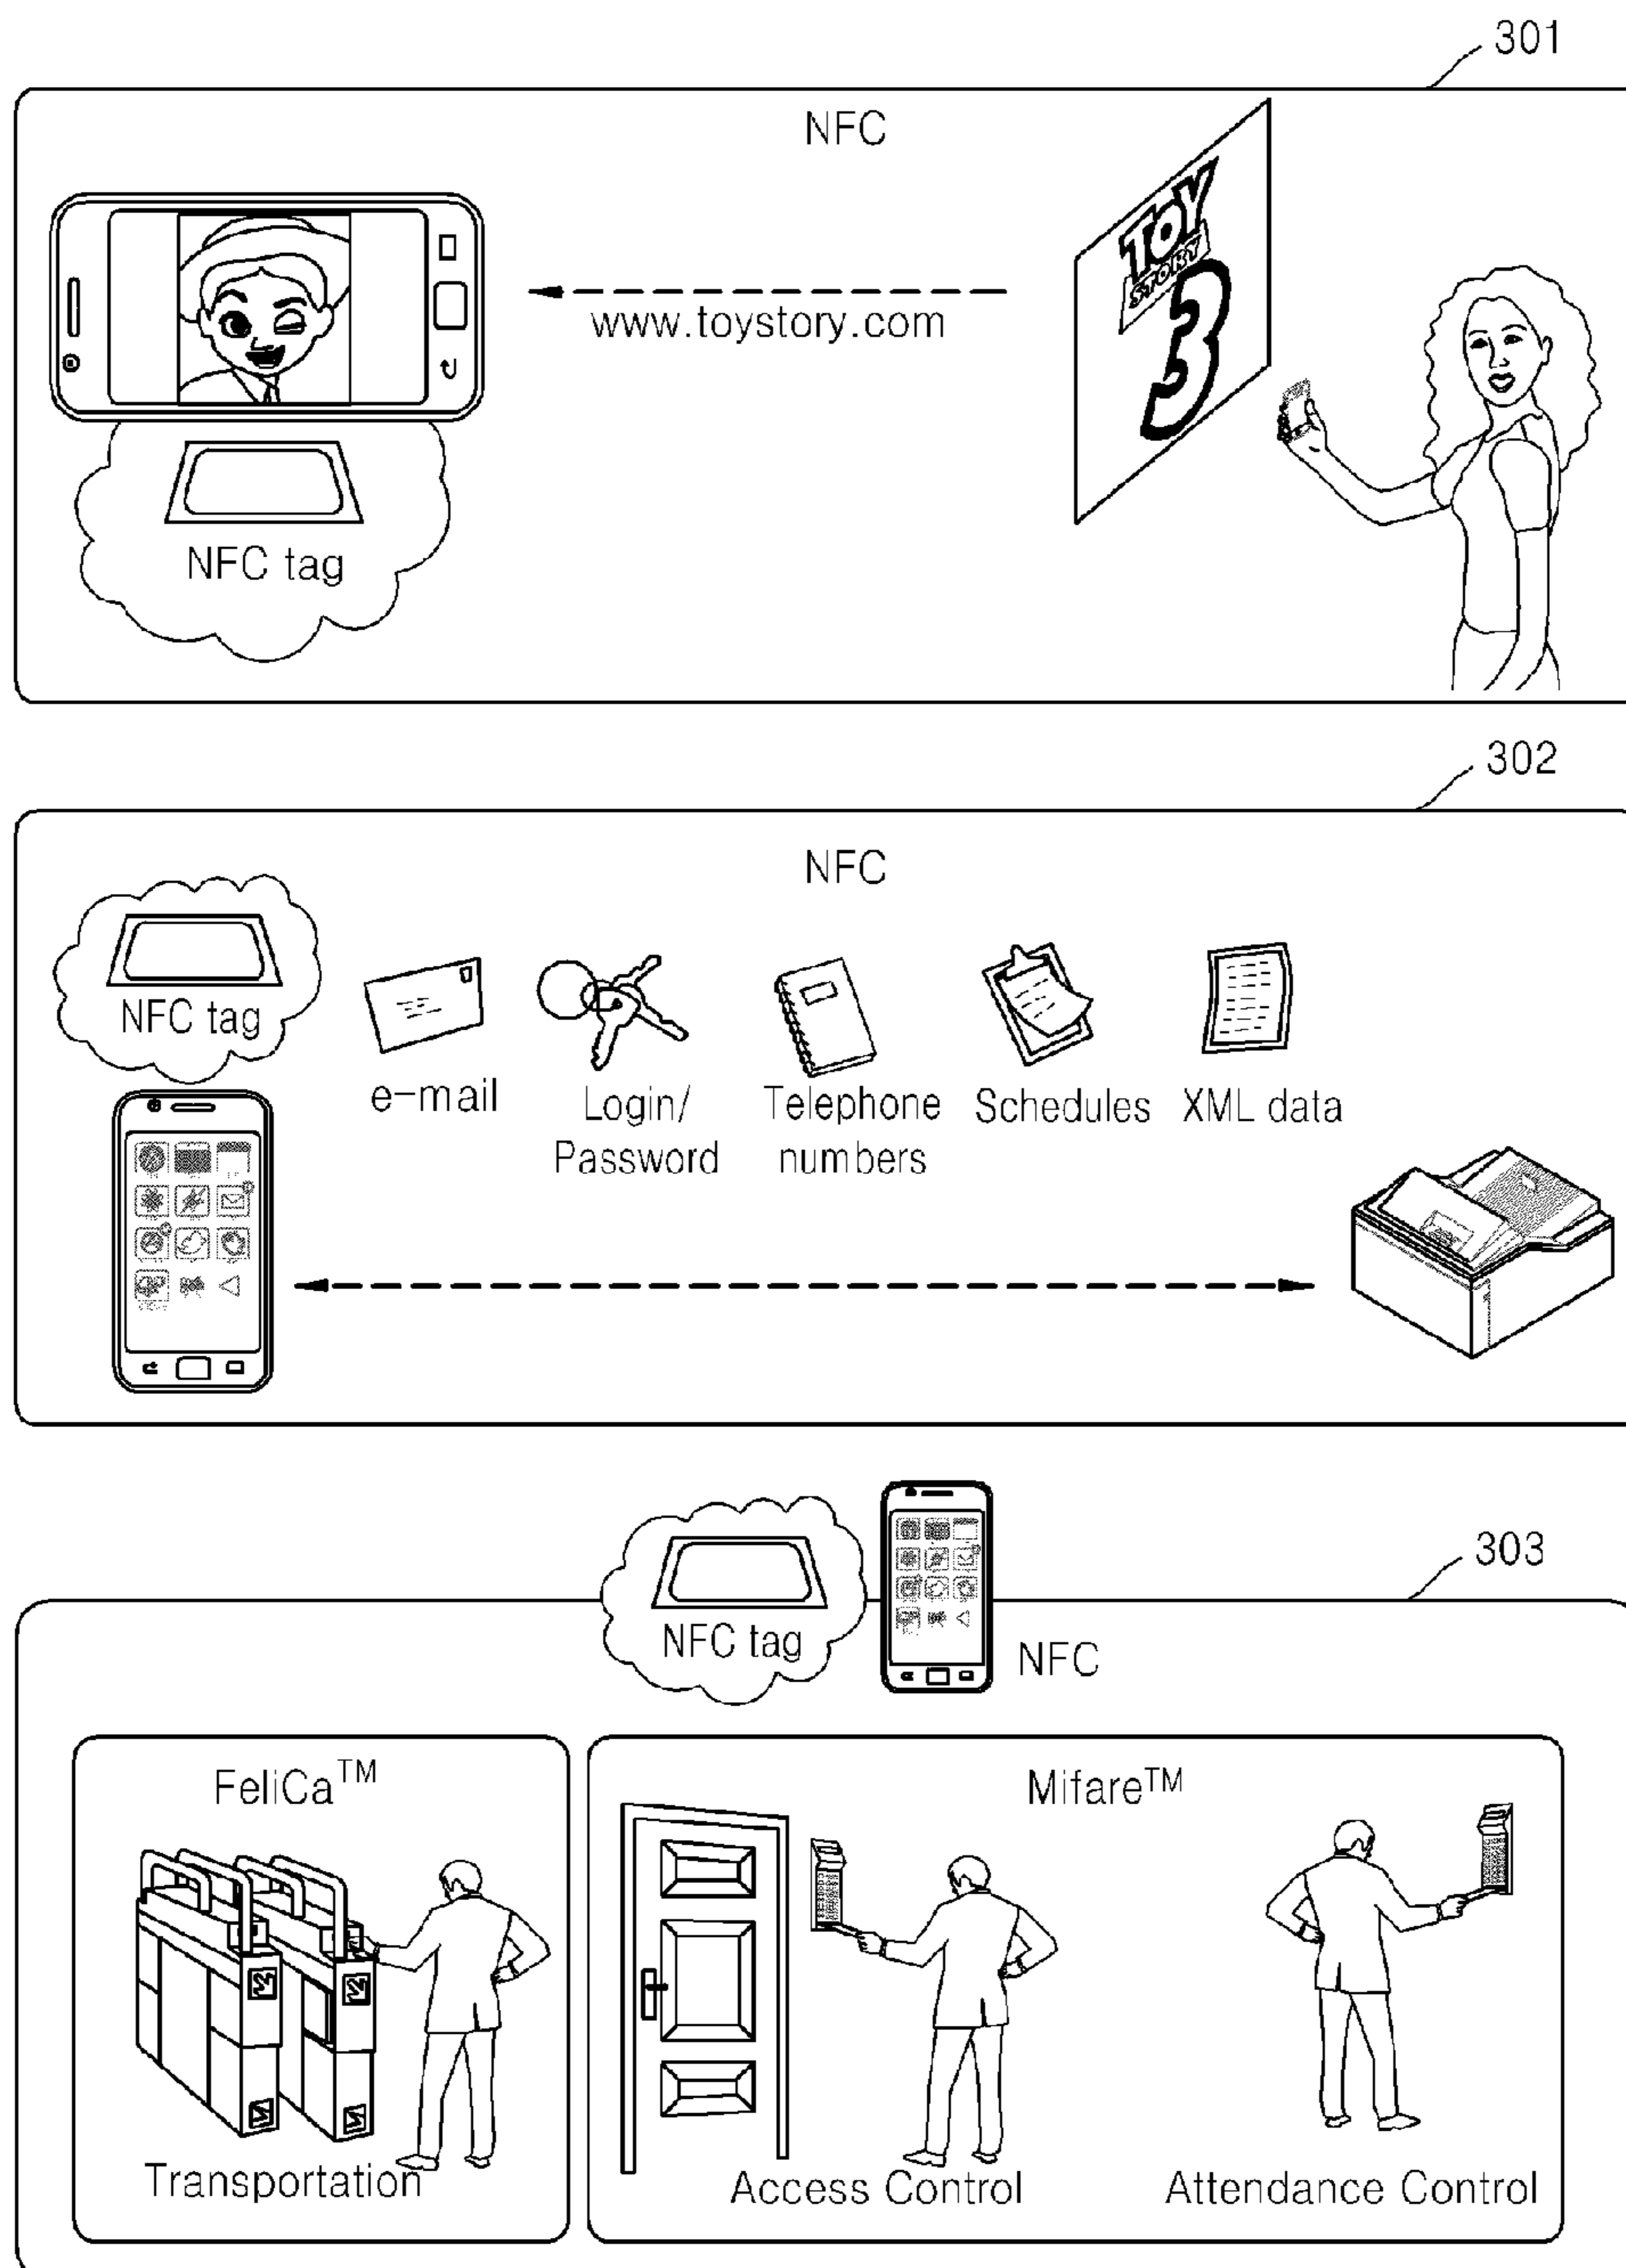 301
NFC
TOY
STORY
3
www.toystory.com
NFC tag
302
NFC
NFC tag
e-mail
Login/
Password
Telephone
numbers
Schedules
XML data
303
NFC tag
NFC
FeliCa™
Transportation
Mifare™
Access Control
Attendance Control